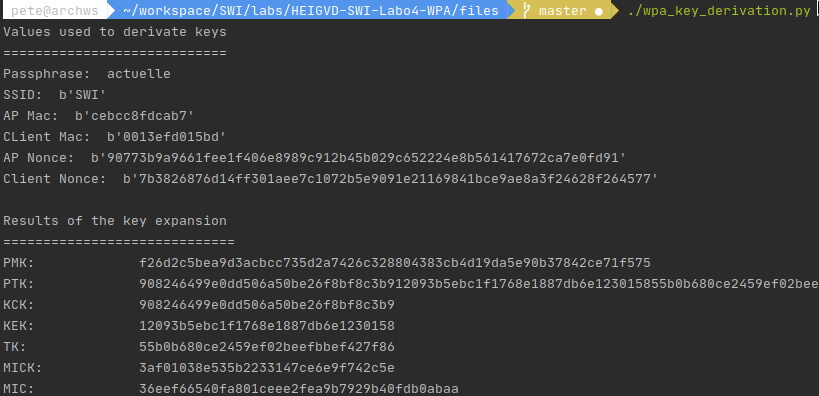 pete@archws ~/workspace/SWI/labs/HEIGVD-SWI-Labo4-WPA/files master ● ./wpa_key_derivation.py
Values used to derivate keys
============================
Passphrase:  actuelle
SSID:  b'SWI'
AP Mac:  b'cebcc8fdcab7'
CLient Mac:  b'0013efd015bd'
AP Nonce:  b'90773b9a9661fee1f406e8989c912b45b029c652224e8b561417672ca7e0fd91'
Client Nonce:  b'7b3826876d14ff301aee7c1072b5e9091e21169841bce9ae8a3f24628f264577'
Results of the key expansion
=============================
PMK: f26d2c5bea9d3acbcc735d2a7426c328804383cb4d19da5e90b37842ce71f575
PTK: 908246499e0dd506a50be26f8bf8c3b912093b5ebc1f1768e1887db6e123015855b0b680ce2459ef02bee
KCK: 908246499e0dd506a50be26f8bf8c3b9
KEK: 12093b5ebc1f1768e1887db6e1230158
TK: 55b0b680ce2459ef02beefbbef427f86
MICK: 3af01038e535b2233147ce6e9f742c5e
MIC: 36eef66540fa801ceee2fea9b7929b40fdb0abaa